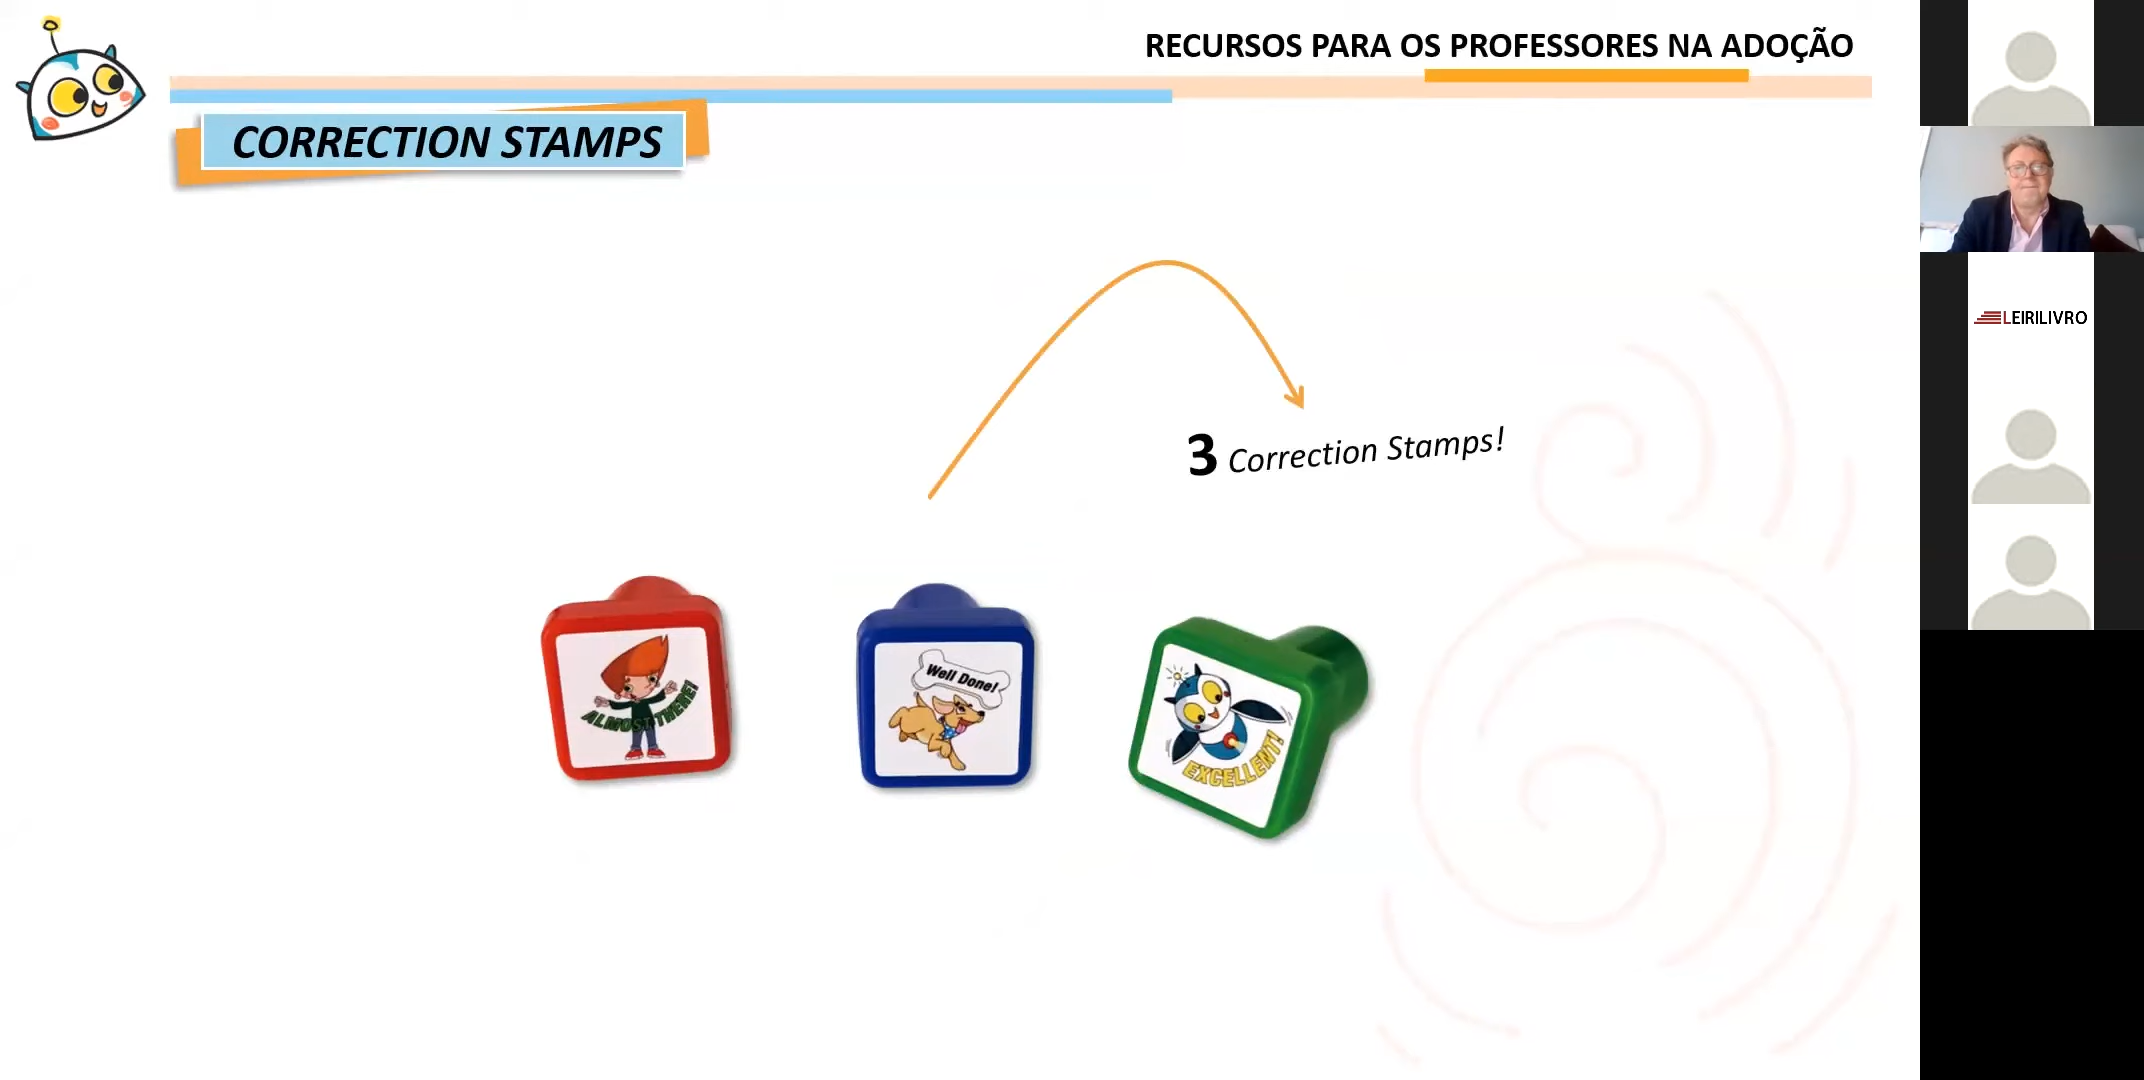 RECURSOS PARA OS PROFESSORES NA ADOÇÃO
CORRECTION STAMPS
3 Correction Stamps!
ALMOST THERE!
Well Done!
EXCELLENT!
LEIRILIVRO